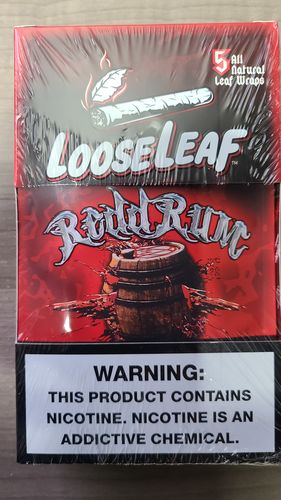 5 All
Natural
Leaf Wraps
LOOSELEAF
ReddRum
WARNING:
THIS PRODUCT CONTAINS
NICOTINE. NICOTINE IS AN
ADDICTIVE CHEMICAL.